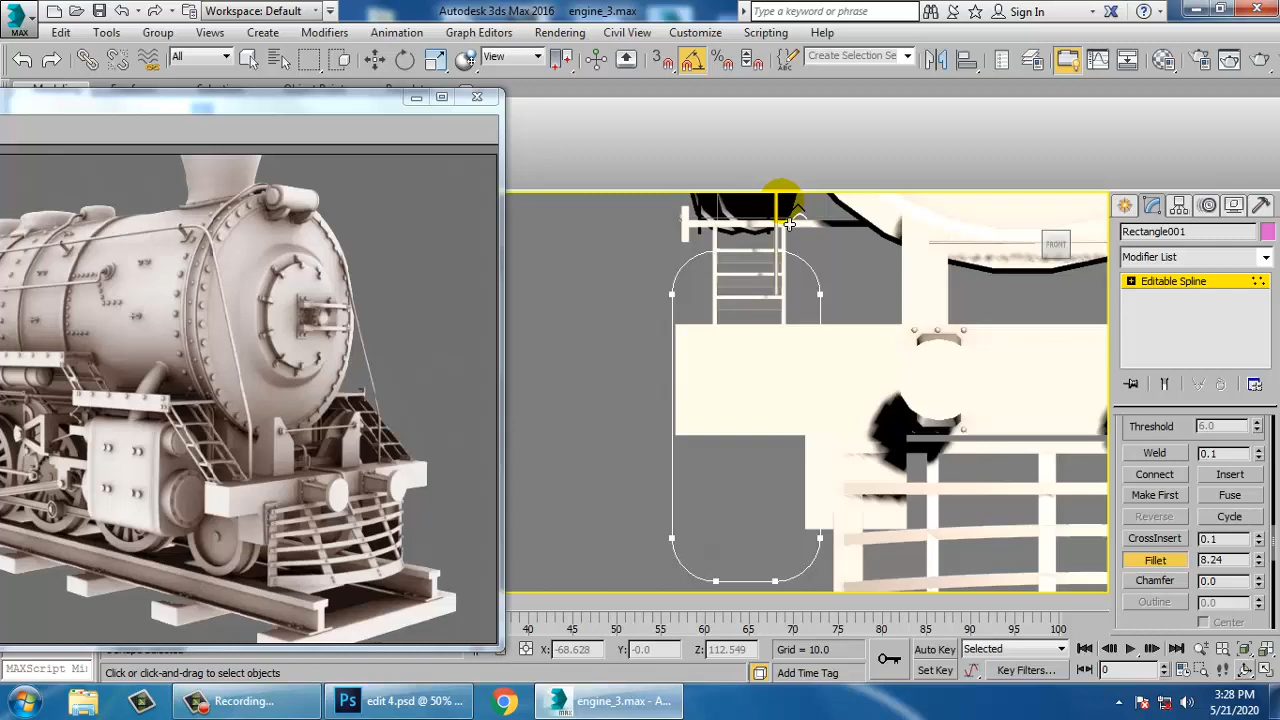 Workspace: Default
Autodesk 3ds Max 2016 engine_3.max
Type a keyword or phrase
Sign In
MAX
Edit Tools Group Views Create Modifiers Animation Graph Editors Rendering Civil View Customize Scripting Help
All
View
3
Create Selection Se
FRONT
Rectangle001
Modifier List
Editable Spline
Threshold 6.0
Weld 0.1
Connect Insert
Make First Fuse
Reverse Cycle
CrossInsert 0.1
Fillet 8.24
Chamfer 0.0
Outline 0.0
Center
40 45 50 55 60 65 70 75 80 85 90 95 100
X: -68.628 Y: -0.0 Z: 112.549 Grid = 10.0
Auto Key Selected
MAXScript Mi
Click or click-and-drag to select objects
Add Time Tag
Set Key Key Filters...
0
Recording...
Ps edit 4.psd @ 50% ...
MAX engine_3.max - A...
3:28 PM
5/21/2020